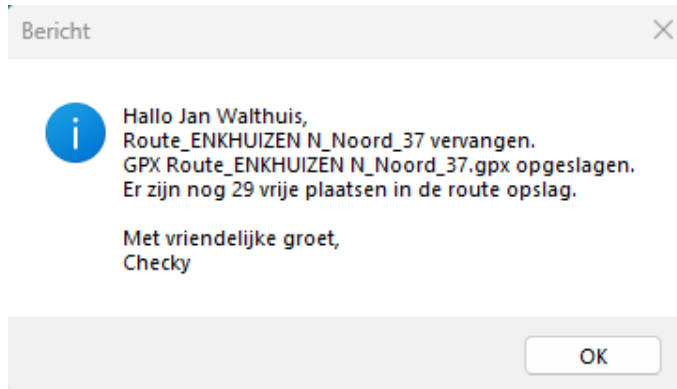 Bericht
Hallo Jan Walthuis,
Route_ENKHUIZEN N_Noord_37 vervangen.
GPX Route_ENKHUIZEN N_Noord_37.gpx opgeslagen.
Er zijn nog 29 vrije plaatsen in de route opslag.
Met vriendelijke groet,
Checky
OK